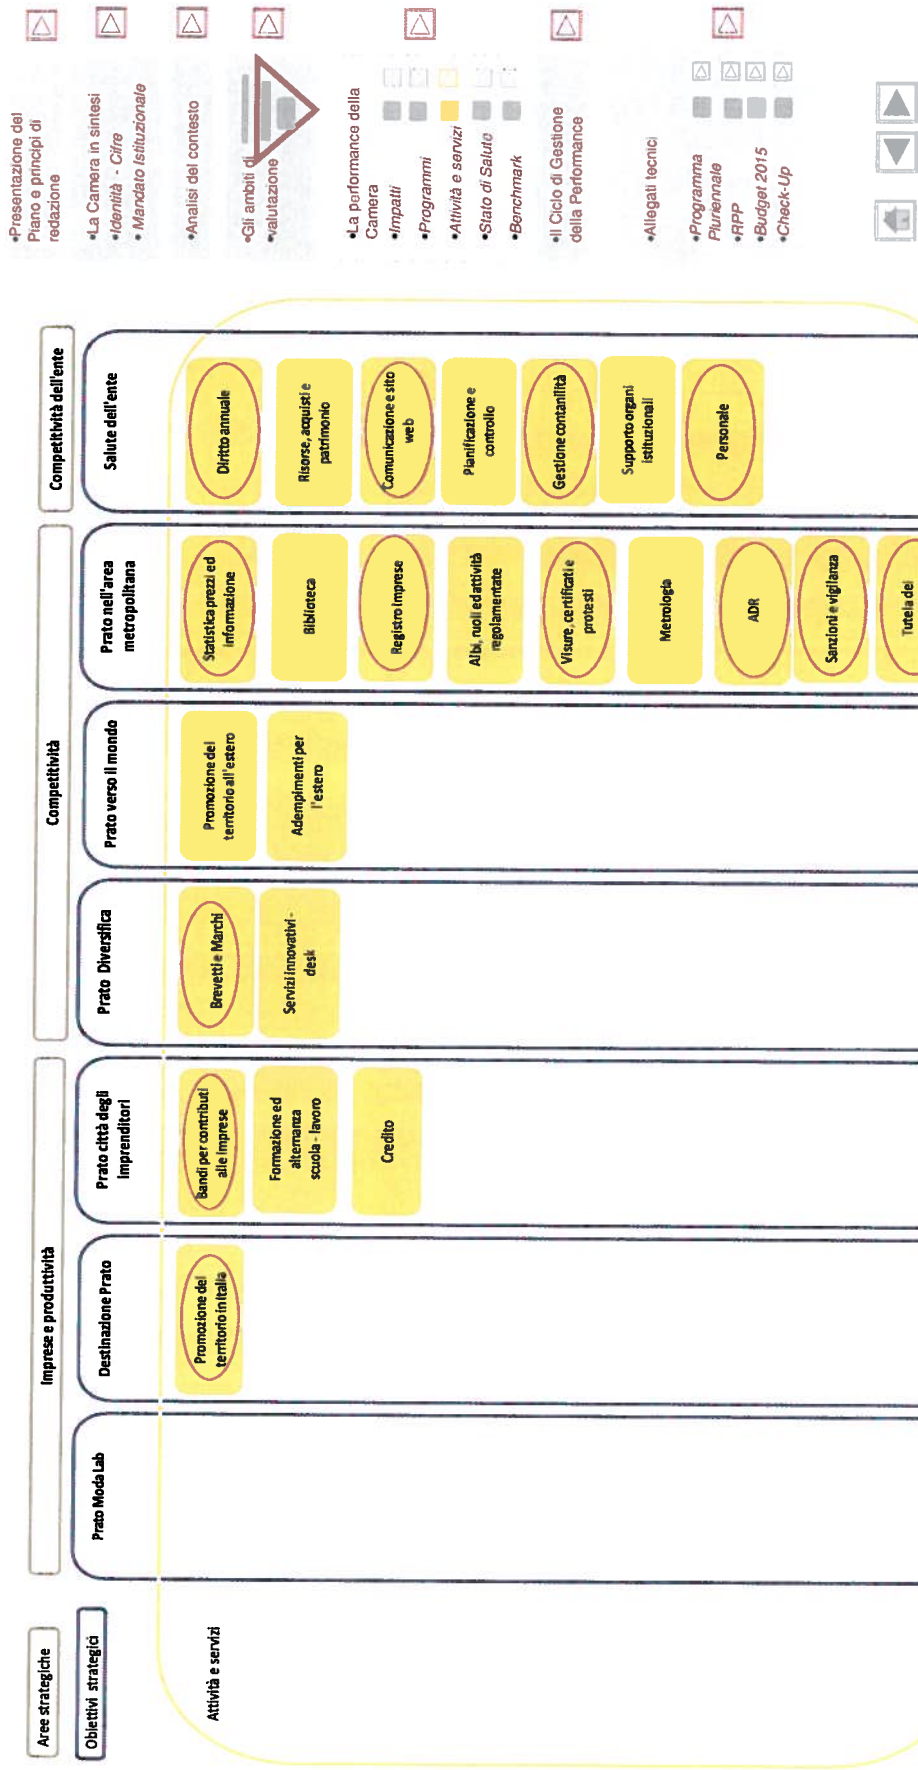 Aree strategiche
Imprese e produttività
Competitività
Competitività dell'ente
Obiettivi strategici
Prato Moda Lab
Destinazione Prato
Prato città degli
Imprenditori
Prato Diversifica
Prato verso il mondo
Prato nell'area
metropolitana
Salute dell'ente
Attività e servizi
Promozione del
territorio in Italia
Bandi per contributi
alle Imprese
Formazione ed
alternanza
scuola - lavoro
Credito
Brevetti e Marchi
Servizi innovativi -
desk
Promozione del
territorio all'estero
Adempimenti per
l'estero
Statistica prezzi ed
informazione
Biblioteca
Registro Imprese
Albi, ruoli ed attività
regolamentate
Visure, certificati e
protesti
Metrologia
ADR
Sanzioni e vigilanza
Tutela dei
Diritto annuale
Risorse, acquisti e
patrimonio
Comunicazione e sito
web
Pianificazione e
controllo
Gestione contabilità
Supporto organi
istituzionali
Personale
•Presentazione del
Piano e principi di
redazione
•La Camera in sintesi
•Identità - Cifre
•Mandato Istituzionale
•Analisi del contesto
•Gli ambiti di
•valutazione
•La performance della
Camera
•Impatti
•Programmi
•Attività e servizi
•Stato di Salute
•Benchmark
•Il Ciclo di Gestione
della Performance
•Allegati tecnici
•Programma
Pluriennale
•RPP
•Budget 2015
•Check-Up